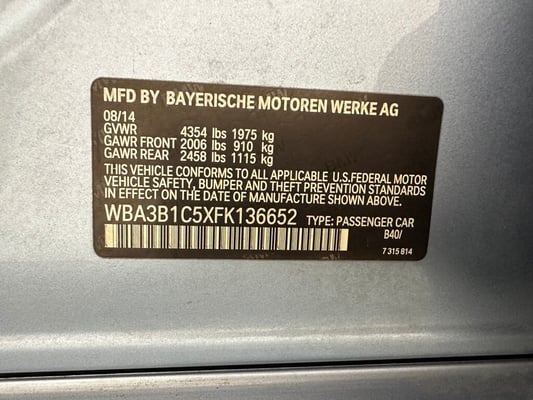 MFD BY BAYERISCHE MOTOREN WERKE AG
08/14
GVWR 4354 lbs 1975 kg
GAWR FRONT 2006 lbs 910 kg
GAWR REAR 2458 lbs 1115 kg
THIS VEHICLE CONFORMS TO ALL APPLICABLE U.S.FEDERAL MOTOR
VEHICLE SAFETY, BUMPER AND THEFT PREVENTION STANDARDS
IN EFFECT ON THE DATE OF MANUFACTURE SHOWN ABOVE.
WBA3B1C5XFK136652 TYPE: PASSENGER CAR
B40/
7 315 814